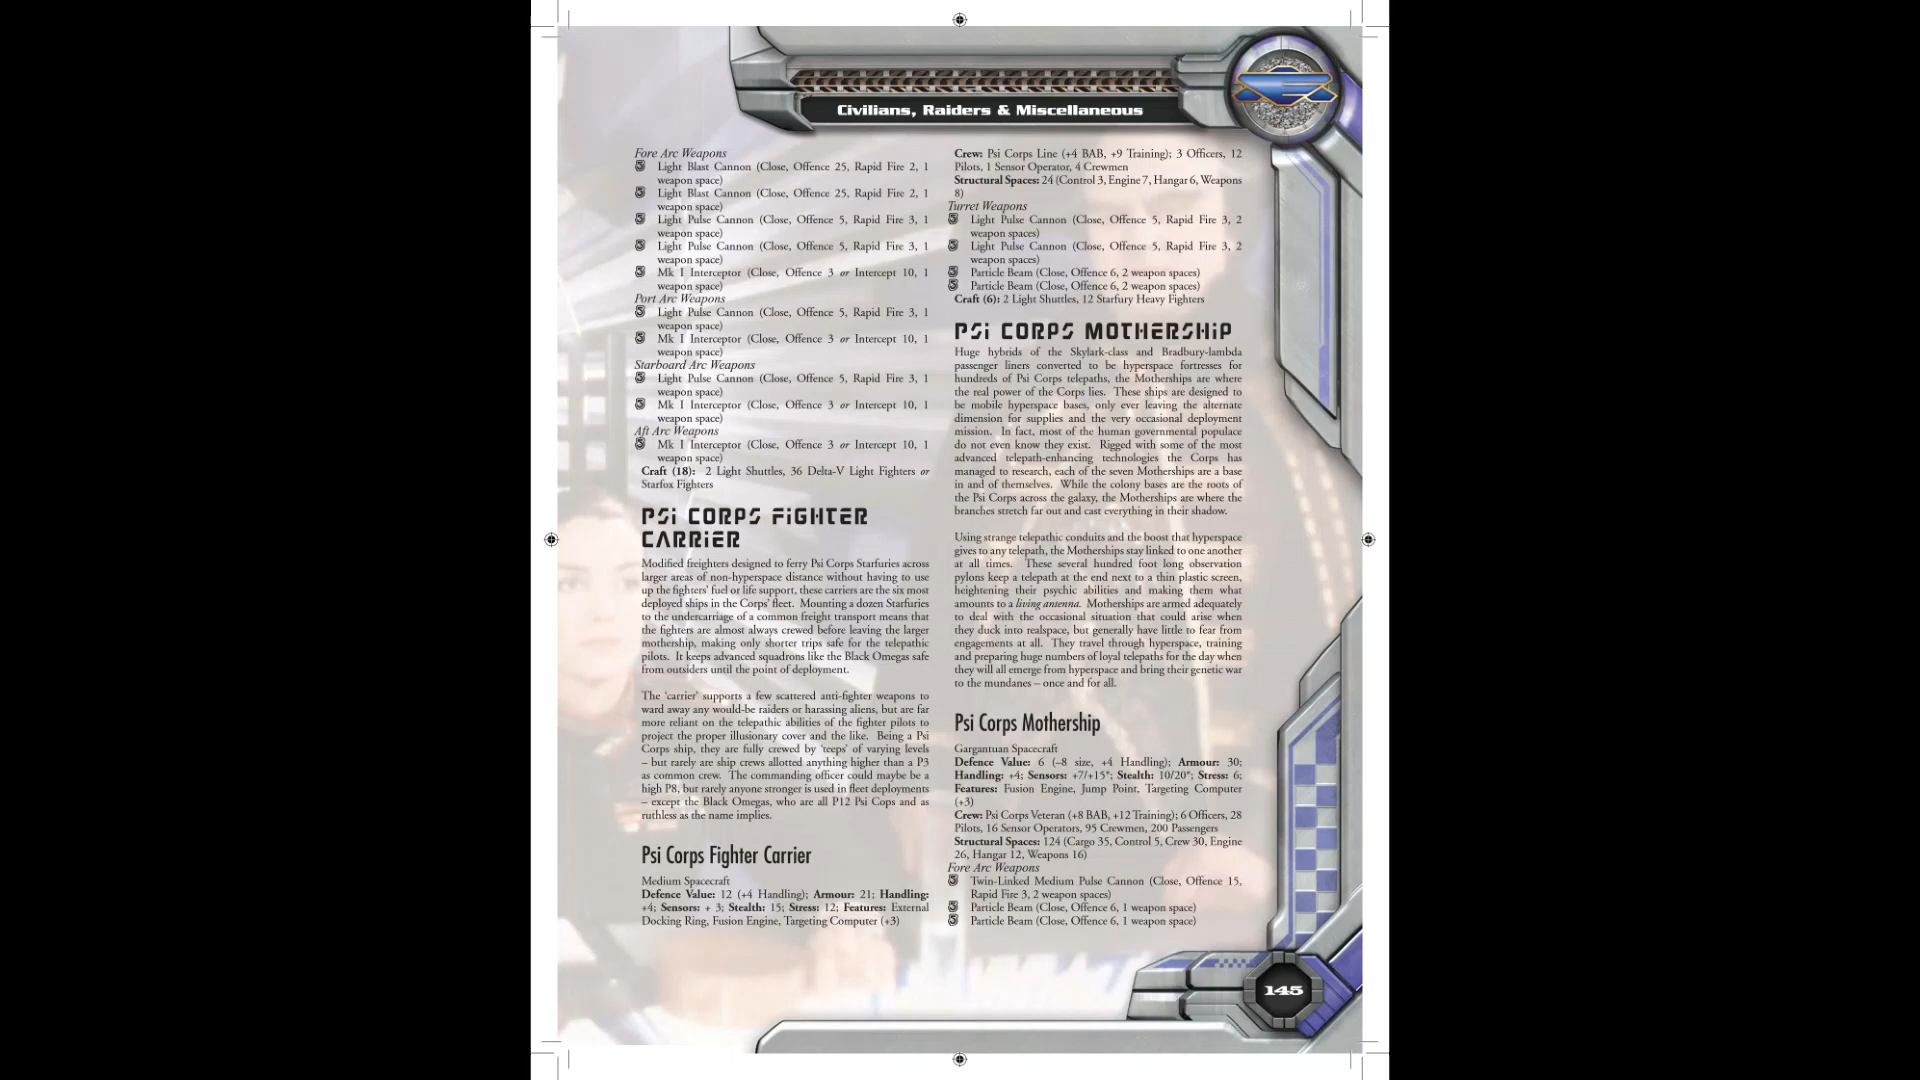 Civilians, Raiders & Miscellaneous
Fore Arc Weapons
Light Blast Cannon (Close, Offence 25, Rapid Fire 2, 1
weapon space)
Light Blast Cannon (Close, Offence 25, Rapid Fire 2, 1
weapon space)
Light Pulse Cannon (Close, Offence 5, Rapid Fire 3, 1
weapon space)
Light Pulse Cannon (Close, Offence 5, Rapid Fire 3, 1
weapon space)
Mk I Interceptor (Close, Offence 3 or Intercept 10, 1
weapon space)
Port Arc Weapons
Light Pulse Cannon (Close, Offence 5, Rapid Fire 3, 1
weapon space)
Mk I Interceptor (Close, Offence 3 or Intercept 10, 1
weapon space)
Starboard Arc Weapons
Light Pulse Cannon (Close, Offence 5, Rapid Fire 3, 1
weapon space)
Mk I Interceptor (Close, Offence 3 or Intercept 10, 1
weapon space)
Aft Arc Weapons
Mk I Interceptor (Close, Offence 3 or Intercept 10, 1
weapon space)
Craft (18): 2 Light Shuttles, 36 Delta-V Light Fighters or
Starfox Fighters
Psi Corps Fighter
Carrier
Modified freighters designed to ferry Psi Corps Starfuries across
larger areas of non-hyperspace distance without having to use
up the fighters' fuel or life support, these carriers are the six most
deployed ships in the Corps' fleet. Mounting a dozen Starfuries
to the undercarriage of a common freight transport means that
the fighters are almost always crewed before leaving the larger
mothership, making only shorter trips safe for the telepathic
pilots. It keeps advanced squadrons like the Black Omegas safe
from outsiders until the point of deployment.
The 'carrier' supports a few scattered anti-fighter weapons to
ward away any would-be raiders or harassing aliens, but are far
more reliant on the telepathic abilities of the fighter pilots to
project the proper illusionary cover and the like. Being a Psi
Corps ship, they are fully crewed by 'teeps' of varying levels
– but rarely are ship crews allotted anything higher than a P3
as common crew. The commanding officer could maybe be a
high P8, but rarely anyone stronger is used in fleet deployments
– except the Black Omegas, who are all P12 Psi Cops and as
ruthless as the name implies.
Psi Corps Fighter Carrier
Medium Spacecraft
Defence Value: 12 (+4 Handling); Armour: 21; Handling:
+4; Sensors: + 3; Stealth: 15; Stress: 12; Features: External
Docking Ring, Fusion Engine, Targeting Computer (+3)
Crew: Psi Corps Line (+4 BAB, +9 Training); 3 Officers, 12
Pilots, 1 Sensor Operator, 4 Crewmen
Structural Spaces: 24 (Control 3, Engine 7, Hangar 6, Weapons
8)
Turret Weapons
Light Pulse Cannon (Close, Offence 5, Rapid Fire 3, 2
weapon spaces)
Light Pulse Cannon (Close, Offence 5, Rapid Fire 3, 2
weapon spaces)
Particle Beam (Close, Offence 6, 2 weapon spaces)
Particle Beam (Close, Offence 6, 2 weapon spaces)
Craft (6): 2 Light Shuttles, 12 Starfury Heavy Fighters
Psi Corps Mothership
Huge hybrids of the Skylark-class and Bradbury-lambda
passenger liners converted to be hyperspace fortresses for
hundreds of Psi Corps telepaths, the Motherships are where
the real power of the Corps lies. These ships are designed to
be mobile hyperspace bases, only ever leaving the alternate
dimension for supplies and the very occasional deployment
mission. In fact, most of the human governmental populace
do not even know they exist. Rigged with some of the most
advanced telepath-enhancing technologies the Corps has
managed to research, each of the seven Motherships are a base
in and of themselves. While the colony bases are the roots of
the Psi Corps across the galaxy, the Motherships are where the
branches stretch far out and cast everything in their shadow.
Using strange telepathic conduits and the boost that hyperspace
gives to any telepath, the Motherships stay linked to one another
at all times. These several hundred foot long observation
pylons keep a telepath at the end next to a thin plastic screen,
heightening their psychic abilities and making them what
amounts to a living antenna. Motherships are armed adequately
to deal with the occasional situation that could arise when
they duck into realspace, but generally have little to fear from
engagements at all. They travel through hyperspace, training
and preparing huge numbers of loyal telepaths for the day when
they will all emerge from hyperspace and bring their genetic war
to the mundanes – once and for all.
Psi Corps Mothership
Gargantuan Spacecraft
Defence Value: 6 (–8 size, +4 Handling); Armour: 30;
Handling: +4; Sensors: +7/+15*; Stealth: 10/20*; Stress: 6;
Features: Fusion Engine, Jump Point, Targeting Computer
(+3)
Crew: Psi Corps Veteran (+8 BAB, +12 Training); 6 Officers, 28
Pilots, 16 Sensor Operators, 95 Crewmen, 200 Passengers
Structural Spaces: 124 (Cargo 35, Control 5, Crew 30, Engine
26, Hangar 12, Weapons 16)
Fore Arc Weapons
Twin-Linked Medium Pulse Cannon (Close, Offence 15,
Rapid Fire 3, 2 weapon spaces)
Particle Beam (Close, Offence 6, 1 weapon space)
Particle Beam (Close, Offence 6, 1 weapon space)
145